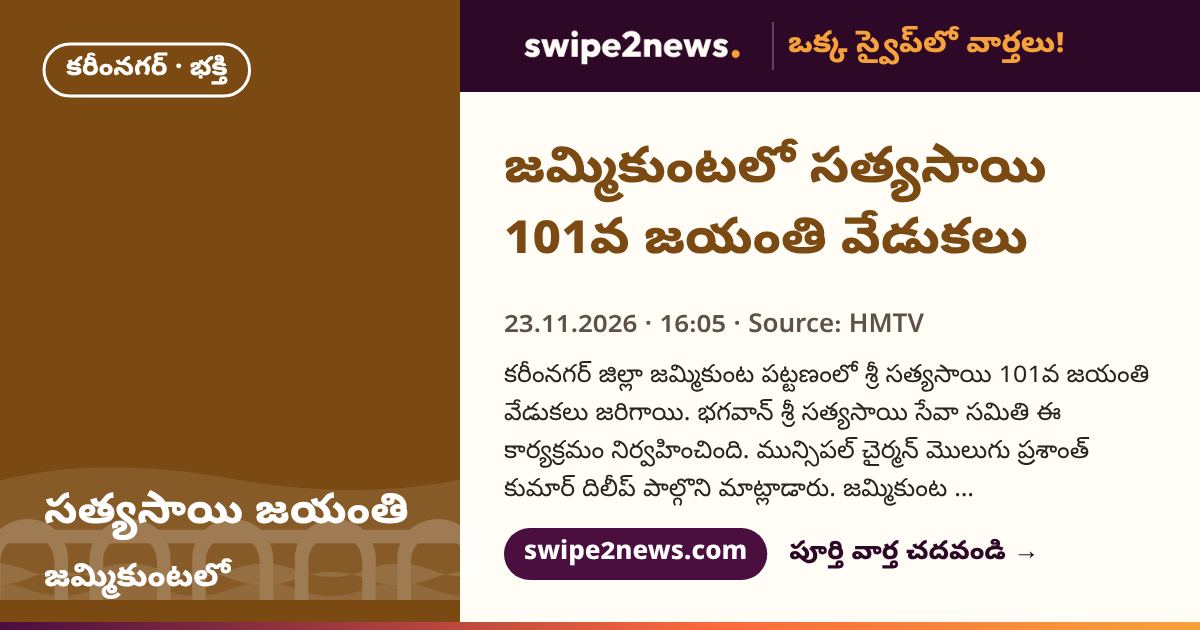 కరీంనగర్ · భక్తి
సత్యసాయి జయంతి
జమ్మికుంటలో
swipe2news.
ఒక్క స్వైప్‌లో వార్తలు!
జమ్మికుంటలో సత్యసాయి
101వ జయంతి వేడుకలు
23.11.2026 · 16:05 · Source: HMTV
కరీంనగర్ జిల్లా జమ్మికుంట పట్టణంలో శ్రీ సత్యసాయి 101వ జయంతి
వేడుకలు జరిగాయి. భగవాన్ శ్రీ సత్యసాయి సేవా సమితి ఈ
కార్యక్రమం నిర్వహించింది. మున్సిపల్ చైర్మన్ మొలుగు ప్రశాంత్
కుమార్ దిలీప్ పాల్గొని మాట్లాడారు. జమ్మికుంట ...
swipe2news.com
పూర్తి వార్త చదవండి →